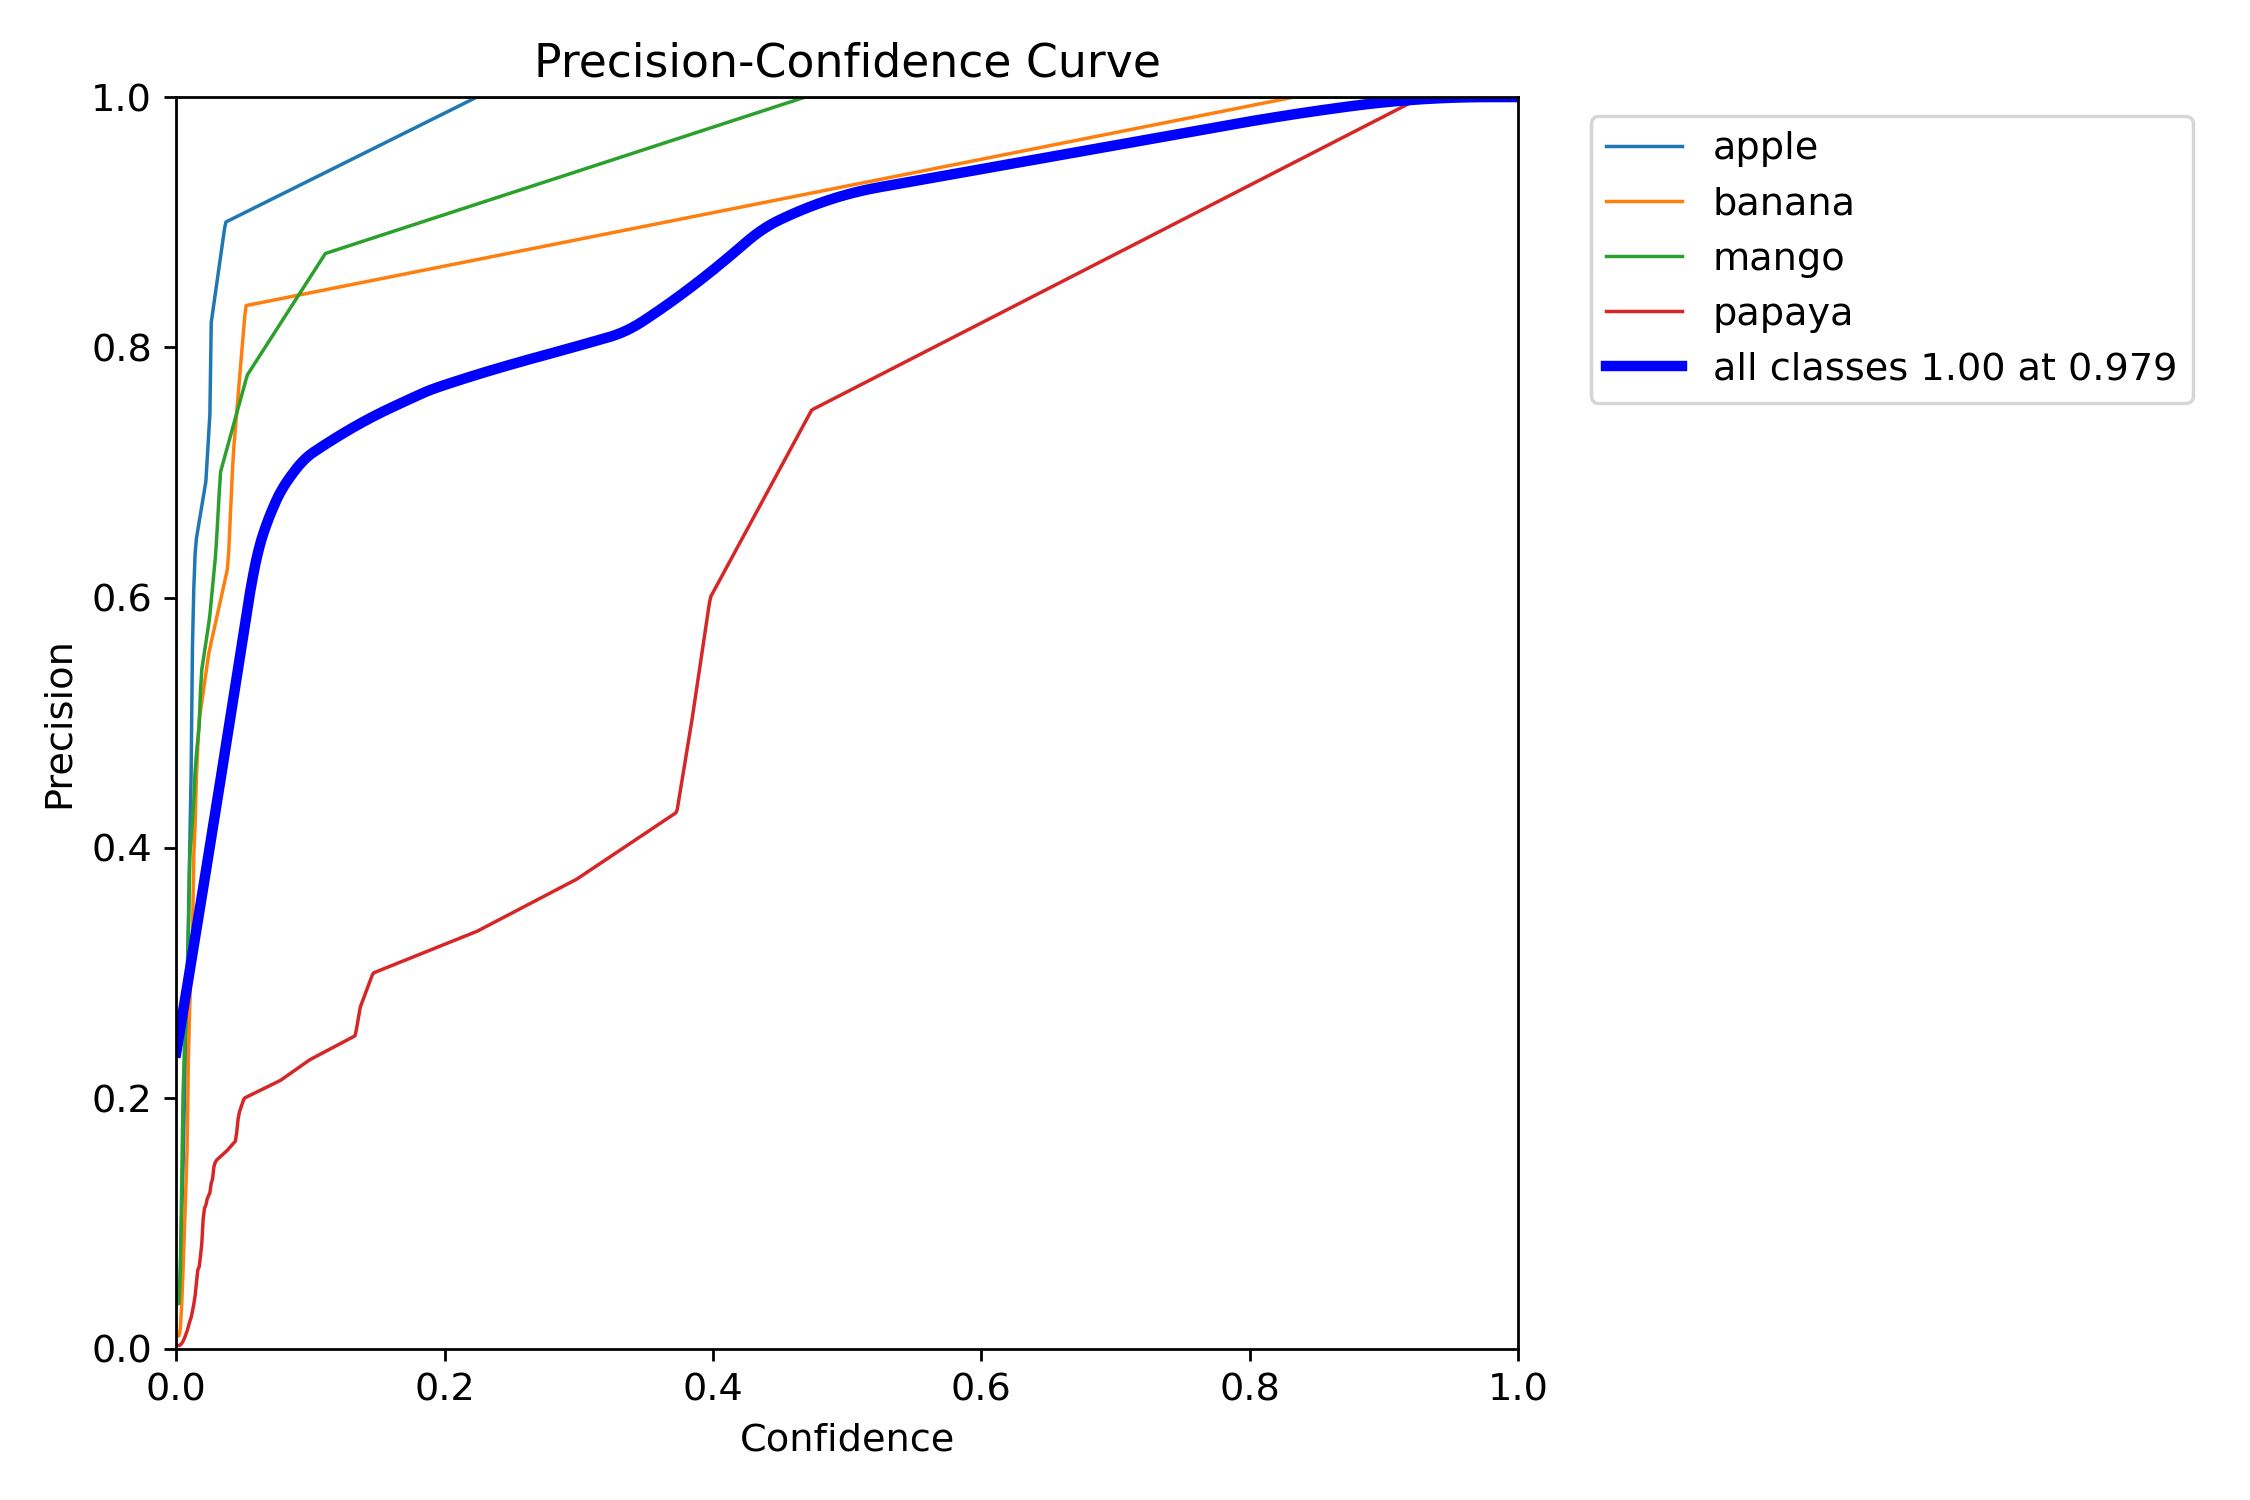 Precision-Confidence Curve
1.0
0.8
0.6
0.4
0.2
0.0
Precision
0.0 0.2 0.4 0.6 0.8 1.0
Confidence
apple
banana
mango
papaya
all classes 1.00 at 0.979